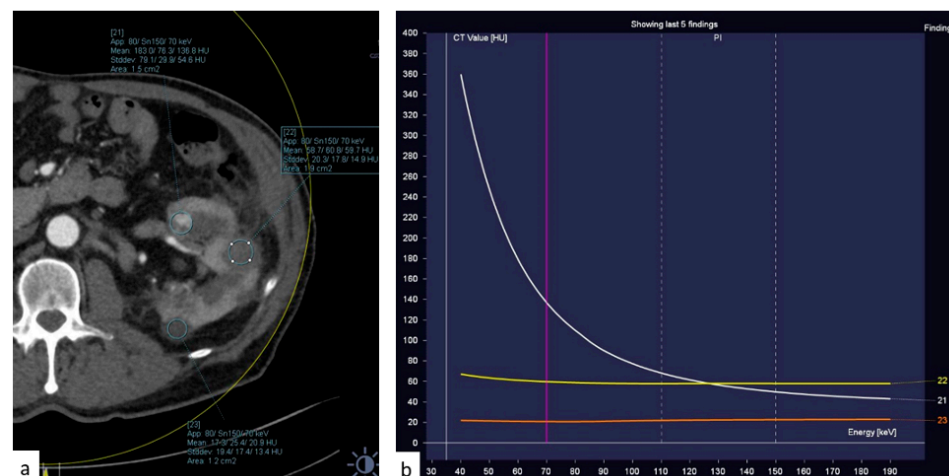 [21]
App: 80/ Sn150/ 70 keV
Mean: 183.0/ 76.3/ 136.8 HU
Stddev: 79.1/ 29.9/ 54.6 HU
Area: 1.5 cm2
[22]
App: 80/ Sn150/ 70 keV
Mean: 58.7/ 60.8/ 59.7 HU
Stddev: 20.3/ 17.8/ 14.9 HU
Area: 1.9 cm2
[23]
App: 80/ Sn150/ 70 keV
Mean: 17.3/ 25.4/ 20.9 HU
Stddev: 19.4/ 17.4/ 13.4 HU
Area: 1.2 cm2
a
Showing last 5 findings
Finding
CT Value [HU]
PI
400
380
360
340
320
300
280
260
240
220
200
180
160
140
120
100
80
60
40
20
0
22
21
23
Energy [keV]
30 40 50 60 70 80 90 100 110 120 130 140 150 160 170 180 190
b